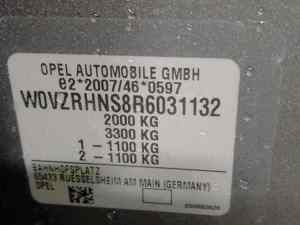 OPEL AUTOMOBILE GMBH
e2*2007/46*0597
W0VZRHNS8R6031132
2000 KG
3300 KG
1 - 1100 KG
2 - 1100 KG
BAHNHOFSPLATZ
65423 RUESSELSHEIM AM MAIN (GERMANY)
OPEL